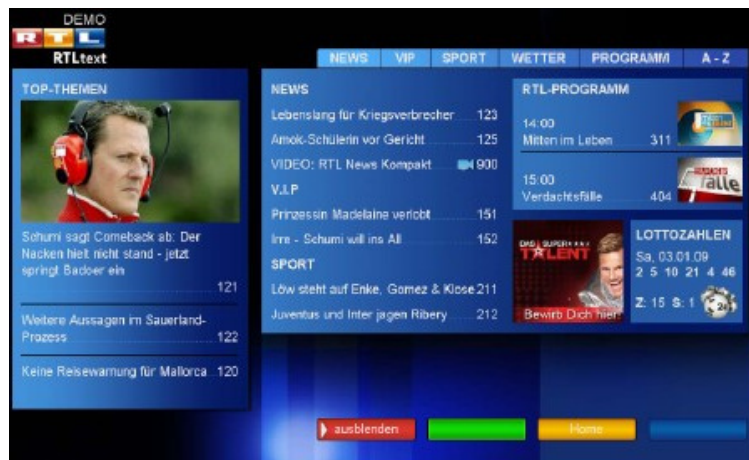 DEMO
RTL
RTLtext
NEWS VIP SPORT WETTER PROGRAMM A - Z
TOP-THEMEN
Schumi sagt Comeback ab: Der
Nacken hielt nicht stand - jetzt
springt Badoer ein
121
Weitere Aussagen im Sauerland-
Prozess 122
Keine Reisewarnung für Mallorca 120
NEWS
Lebenslang für Kriegsverbrecher 123
Amok-Schülerin vor Gericht 125
VIDEO: RTL News Kompakt 900
V.I.P
Prinzessin Madelaine verlobt 151
Irre - Schumi will ins All 152
SPORT
Löw steht auf Enke, Gomez & Klose 211
Juventus und Inter jagen Ribery 212
RTL-PROGRAMM
14:00
Mitten im Leben 311
15:00
Verdachtsfälle 404
DAS SUPER
TALENT
Bewirb Dich hier!
LOTTOZAHLEN
Sa, 03.01.09
2 5 10 21 4 46
Z: 15 S: 1
24
ausblenden
Home